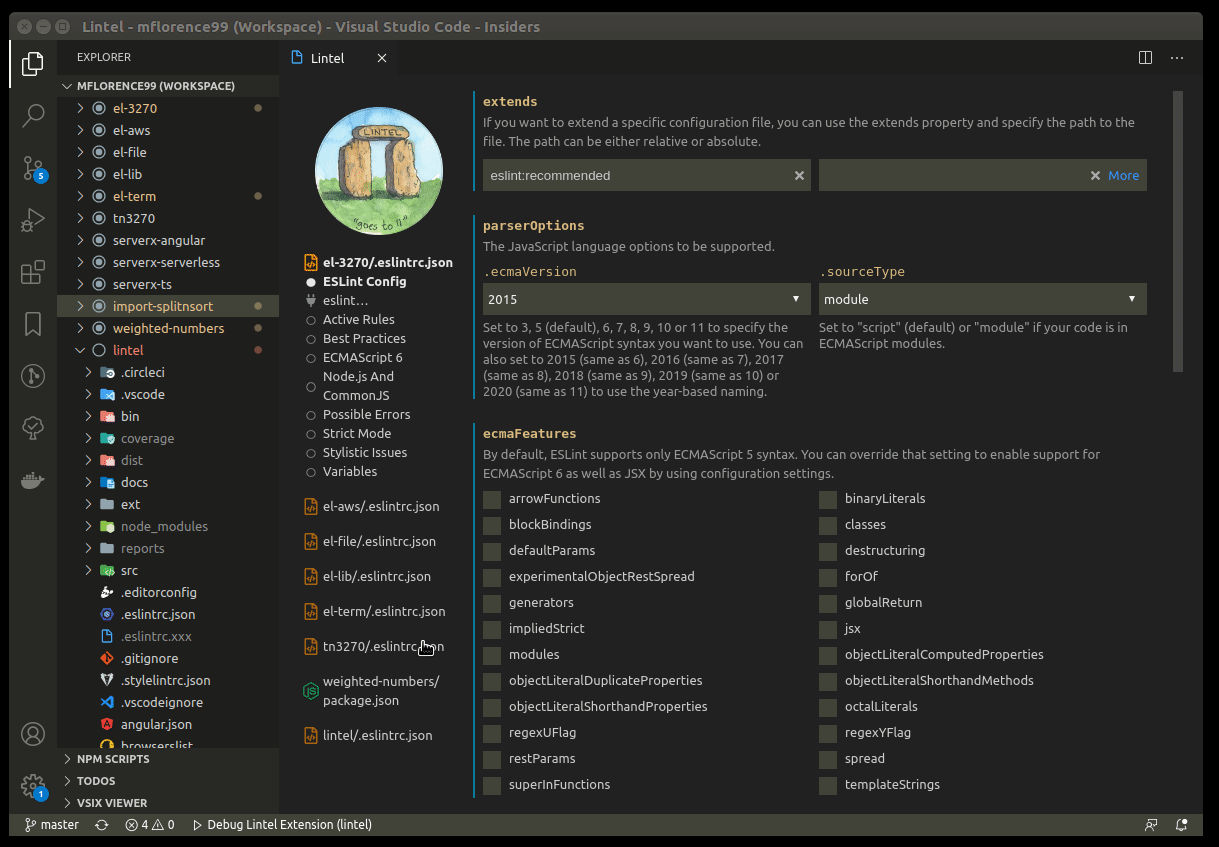 Lintel - mflorence99 (Workspace) - Visual Studio Code - Insiders
EXPLORER
MFLORENCE99 (WORKSPACE)
el-3270
el-aws
el-file
el-lib
el-term
tn3270
serverx-angular
serverx-serverless
serverx-ts
import-splitnsort
weighted-numbers
lintel
.circleci
.vscode
bin
coverage
dist
docs
ext
node_modules
reports
src
.editorconfig
.eslintrc.json
.eslintrc.xxx
.gitignore
.stylelintrc.json
.vscodeignore
angular.json
browserslist
NPM SCRIPTS
TODOS
VSIX VIEWER
5
1
Lintel
LINTEL
"goes to 11"
el-3270/.eslintrc.json
ESLint Config
eslint…
Active Rules
Best Practices
ECMAScript 6
Node.js And
CommonJS
Possible Errors
Strict Mode
Stylistic Issues
Variables
el-aws/.eslintrc.json
el-file/.eslintrc.json
el-lib/.eslintrc.json
el-term/.eslintrc.json
tn3270/.eslintrc.json
weighted-numbers/
package.json
lintel/.eslintrc.json
extends
If you want to extend a specific configuration file, you can use the extends property and specify the path to the
file. The path can be either relative or absolute.
eslint:recommended
More
parserOptions
The JavaScript language options to be supported.
.ecmaVersion
2015
Set to 3, 5 (default), 6, 7, 8, 9, 10 or 11 to specify the
version of ECMAScript syntax you want to use. You can
also set to 2015 (same as 6), 2016 (same as 7), 2017
(same as 8), 2018 (same as 9), 2019 (same as 10) or
2020 (same as 11) to use the year-based naming.
.sourceType
module
Set to "script" (default) or "module" if your code is in
ECMAScript modules.
ecmaFeatures
By default, ESLint supports only ECMAScript 5 syntax. You can override that setting to enable support for
ECMAScript 6 as well as JSX by using configuration settings.
arrowFunctions binaryLiterals
blockBindings classes
defaultParams destructuring
experimentalObjectRestSpread forOf
generators globalReturn
impliedStrict jsx
modules objectLiteralComputedProperties
objectLiteralDuplicateProperties objectLiteralShorthandMethods
objectLiteralShorthandProperties octalLiterals
regexUFlag regexYFlag
restParams spread
superInFunctions templateStrings
master 4 0 Debug Lintel Extension (lintel)